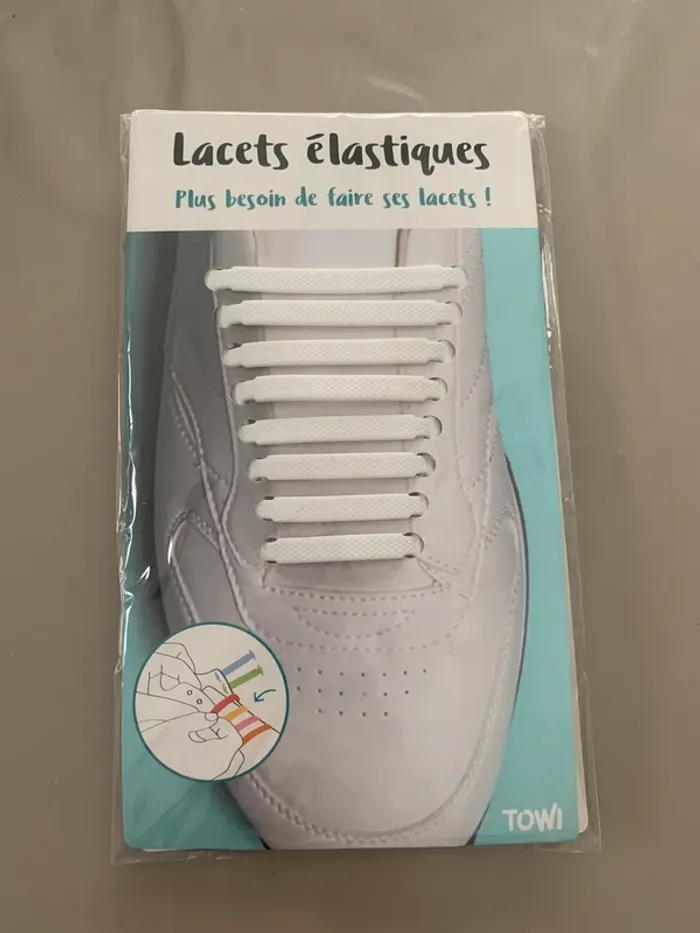 Lacets élastiques
Plus besoin de faire ses lacets !
TOWI